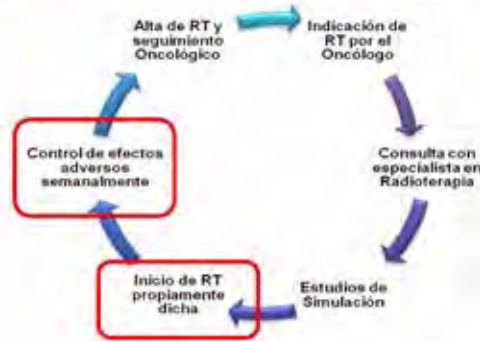 Alta de RT y
seguimiento
Oncológico
Indicación de
RT por el
Oncólogo
Consulta con
especialista en
Radioterapia
Estudios de
Simulación
Inicio de RT
propiamente
dicha
Control de efectos
adversos
semanalmente